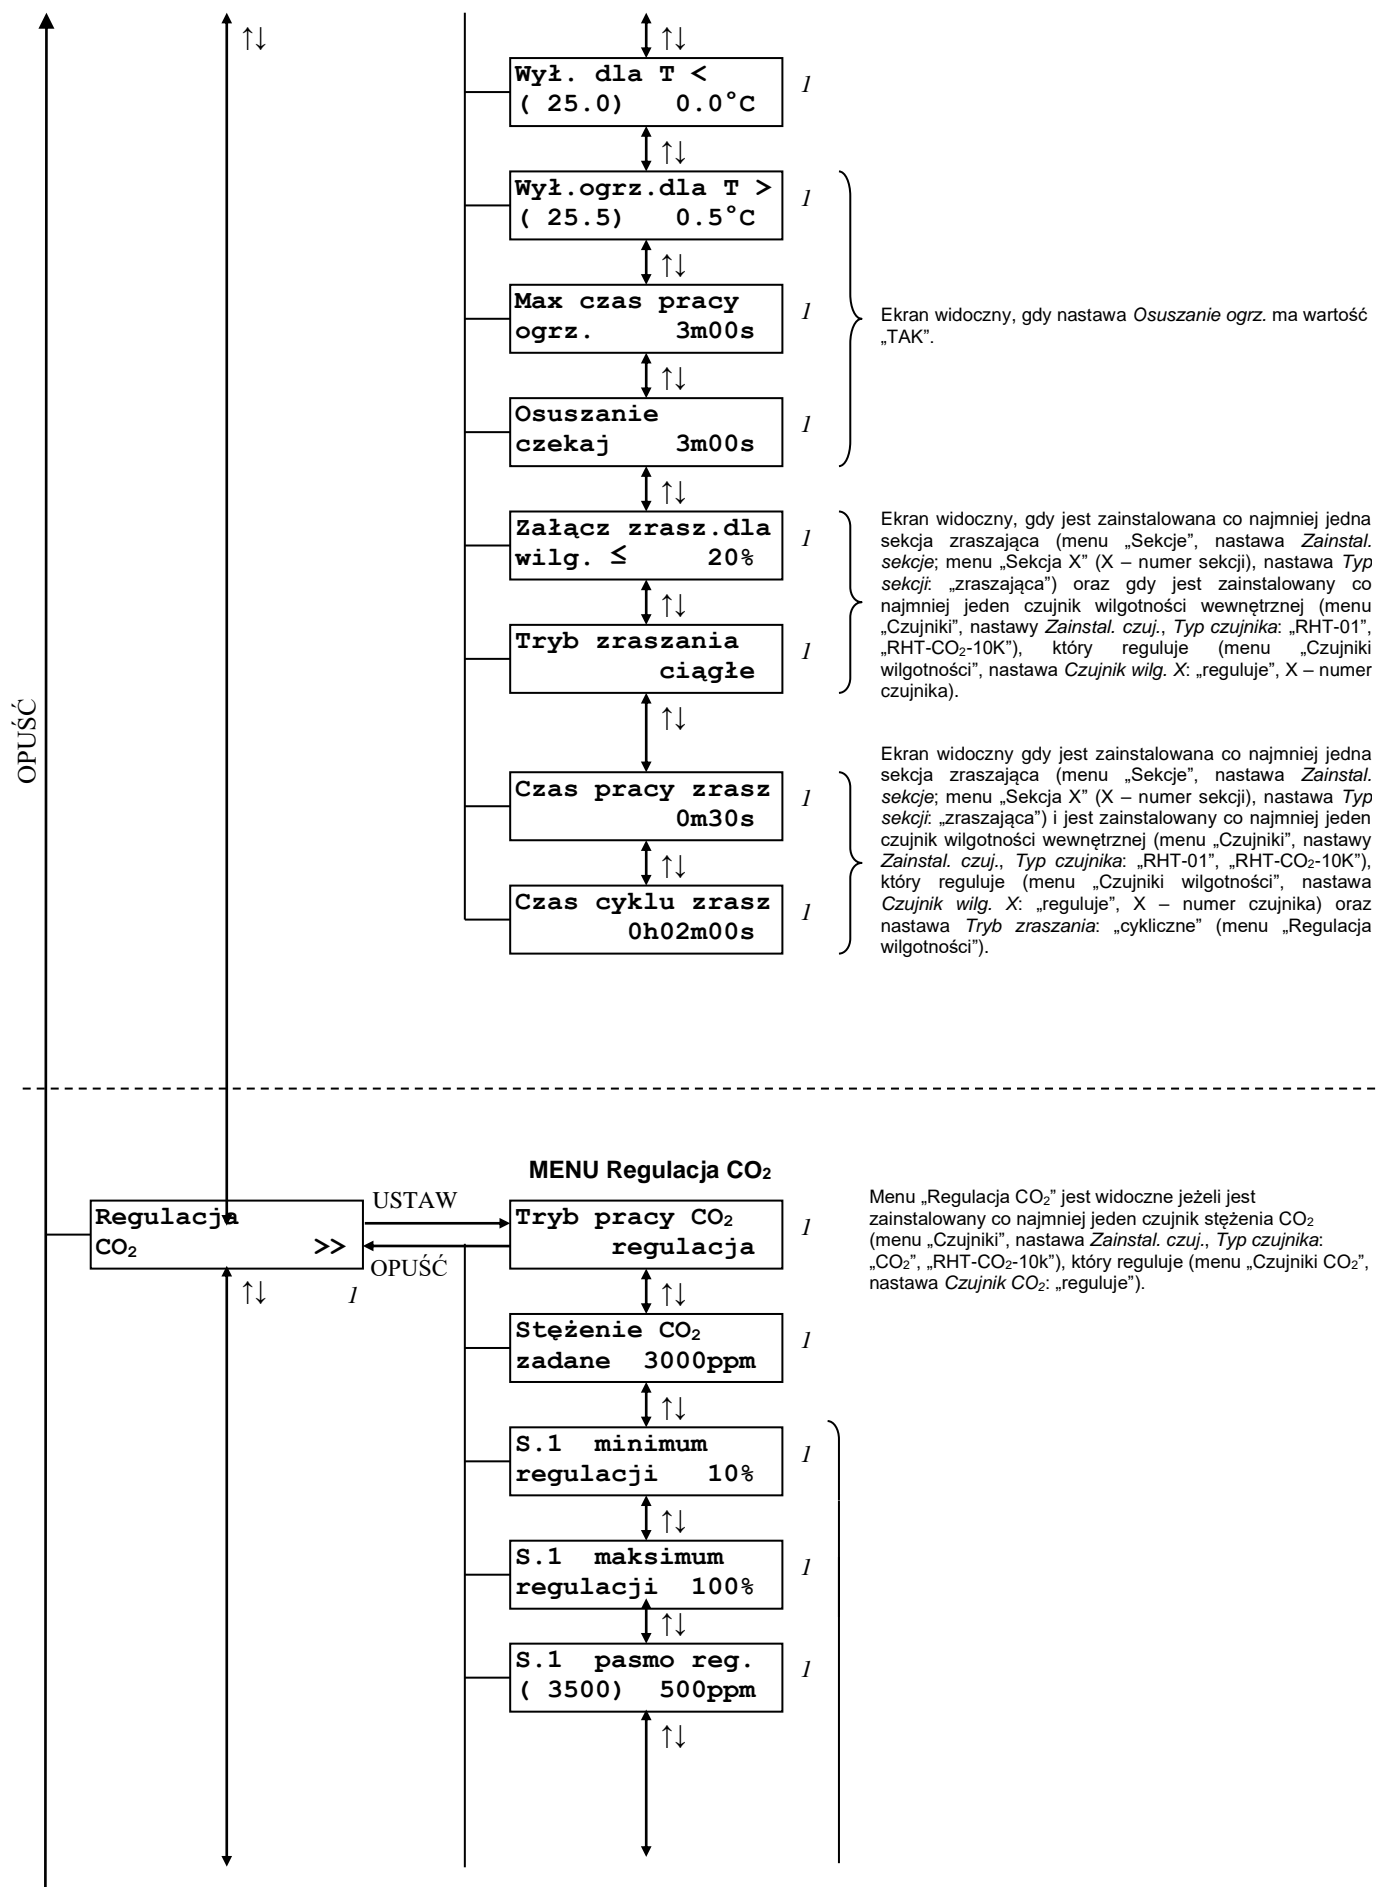 ↑↓
↑↓
Wył. dla T <
( 25.0) 0.0°C
1
↑↓
Wył.ogrz.dla T >
( 25.5) 0.5°C
1
↑↓
Max czas pracy
ogrz. 3m00s
1
Ekran widoczny, gdy nastawa Osuszanie ogrz. ma wartość
„TAK”.
↑↓
Osuszanie
czekaj 3m00s
1
↑↓
Załącz zrasz.dla
wilg. ≤ 20%
1
Ekran widoczny, gdy jest zainstalowana co najmniej jedna
sekcja zraszająca (menu „Sekcje”, nastawa Zainstal.
sekcje; menu „Sekcja X” (X – numer sekcji), nastawa Typ
sekcji: „zraszająca”) oraz gdy jest zainstalowany co
najmniej jeden czujnik wilgotności wewnętrznej (menu
„Czujniki”, nastawy Zainstal. czuj., Typ czujnika: „RHT-01”,
„RHT-CO₂-10K”), który reguluje (menu „Czujniki
wilgotności”, nastawa Czujnik wilg. X: „reguluje”, X – numer
czujnika).
↑↓
Tryb zraszania
ciągłe
1
↑↓
OPUŚĆ
Czas pracy zrasz
0m30s
1
Ekran widoczny gdy jest zainstalowana co najmniej jedna
sekcja zraszająca (menu „Sekcje”, nastawa Zainstal.
sekcje; menu „Sekcja X” (X – numer sekcji), nastawa Typ
sekcji: „zraszająca”) i jest zainstalowany co najmniej jeden
czujnik wilgotności wewnętrznej (menu „Czujniki”, nastawy
Zainstal. czuj., Typ czujnika: „RHT-01”, „RHT-CO₂-10K”),
który reguluje (menu „Czujniki wilgotności”, nastawa
Czujnik wilg. X: „reguluje”, X – numer czujnika) oraz
nastawa Tryb zraszania: „cykliczne” (menu „Regulacja
wilgotności”).
↑↓
Czas cyklu zrasz
0h02m00s
1
MENU Regulacja CO₂
Regulacja
CO₂ >>
↑↓ 1
USTAW
OPUŚĆ
Tryb pracy CO₂
regulacja
1
Menu „Regulacja CO₂” jest widoczne jeżeli jest
zainstalowany co najmniej jeden czujnik stężenia CO₂
(menu „Czujniki”, nastawa Zainstal. czuj., Typ czujnika:
„CO₂”, „RHT-CO₂-10k”), który reguluje (menu „Czujniki CO₂”,
nastawa Czujnik CO₂: „reguluje”).
↑↓
Stężenie CO₂
zadane 3000ppm
1
↑↓
S.1 minimum
regulacji 10%
1
↑↓
S.1 maksimum
regulacji 100%
1
↑↓
S.1 pasmo reg.
( 3500) 500ppm
1
↑↓